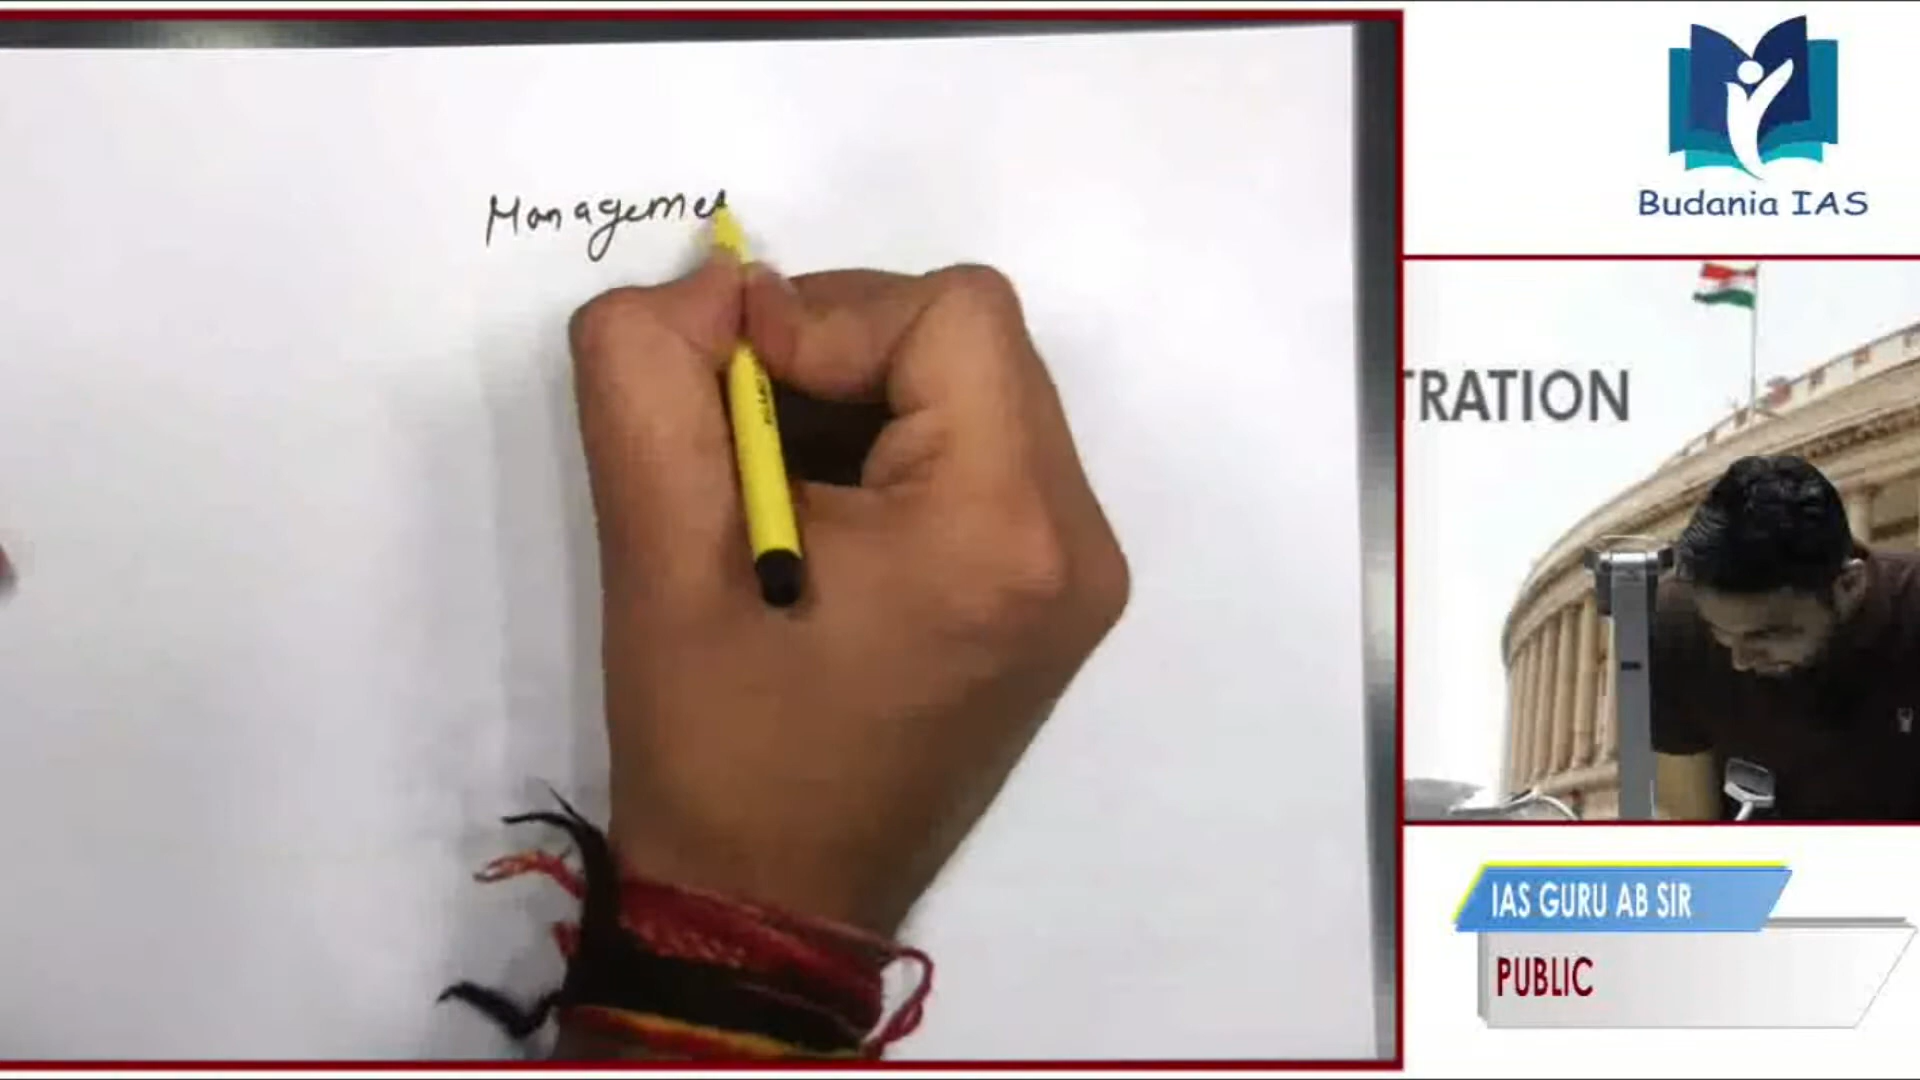 Manageme
Budania IAS
TRATION
IAS GURU AB SIR
PUBLIC